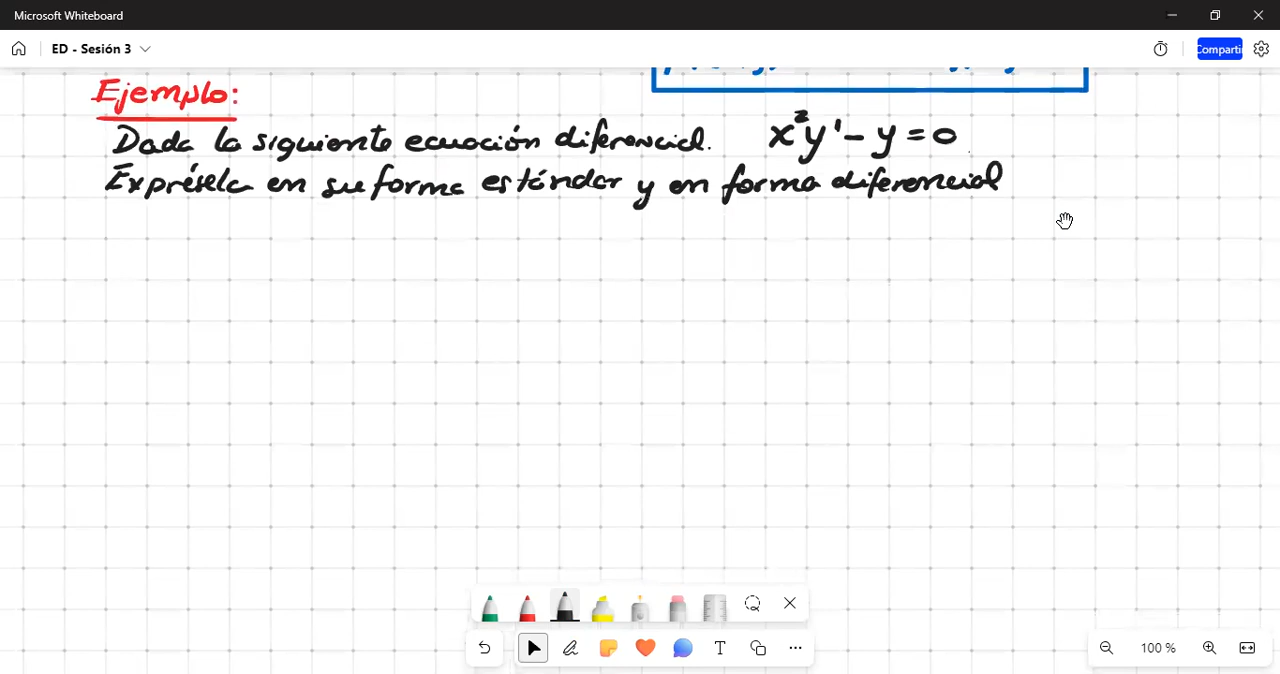 Microsoft Whiteboard
ED - Sesión 3
Compartir
Ejemplo:
Dada la siguiente ecuación diferencial. x²y' - y = 0
Exprésela en su forma estándar y en forma diferencial
100 %